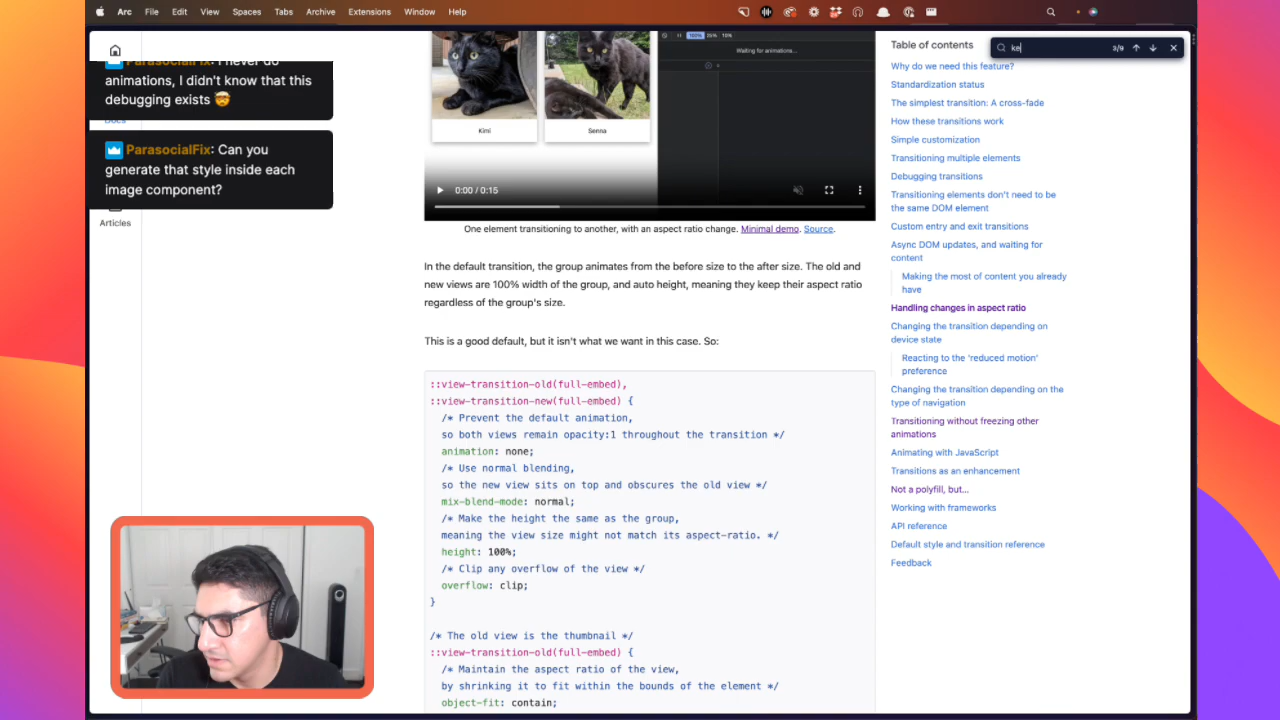 Arc File Edit View Spaces Tabs Archive Extensions Window Help
ParasocialFix: I never do
animations, I didn't know that this
debugging exists 🤯
Docs
ParasocialFix: Can you
generate that style inside each
image component?
Articles
100% 25% 10%
Waiting for animations...
Kimi Senna
0:00 / 0:15
One element transitioning to another, with an aspect ratio change. Minimal demo. Source.
In the default transition, the group animates from the before size to the after size. The old and
new views are 100% width of the group, and auto height, meaning they keep their aspect ratio
regardless of the group's size.
This is a good default, but it isn't what we want in this case. So:
::view-transition-old(full-embed),
::view-transition-new(full-embed) {
/* Prevent the default animation,
so both views remain opacity:1 throughout the transition */
animation: none;
/* Use normal blending,
so the new view sits on top and obscures the old view */
mix-blend-mode: normal;
/* Make the height the same as the group,
meaning the view size might not match its aspect-ratio. */
height: 100%;
/* Clip any overflow of the view */
overflow: clip;
}
/* The old view is the thumbnail */
::view-transition-old(full-embed) {
/* Maintain the aspect ratio of the view,
by shrinking it to fit within the bounds of the element */
object-fit: contain;
Table of contents
ke 3/9
Why do we need this feature?
Standardization status
The simplest transition: A cross-fade
How these transitions work
Simple customization
Transitioning multiple elements
Debugging transitions
Transitioning elements don't need to be
the same DOM element
Custom entry and exit transitions
Async DOM updates, and waiting for
content
Making the most of content you already
have
Handling changes in aspect ratio
Changing the transition depending on
device state
Reacting to the 'reduced motion'
preference
Changing the transition depending on the
type of navigation
Transitioning without freezing other
animations
Animating with JavaScript
Transitions as an enhancement
Not a polyfill, but...
Working with frameworks
API reference
Default style and transition reference
Feedback